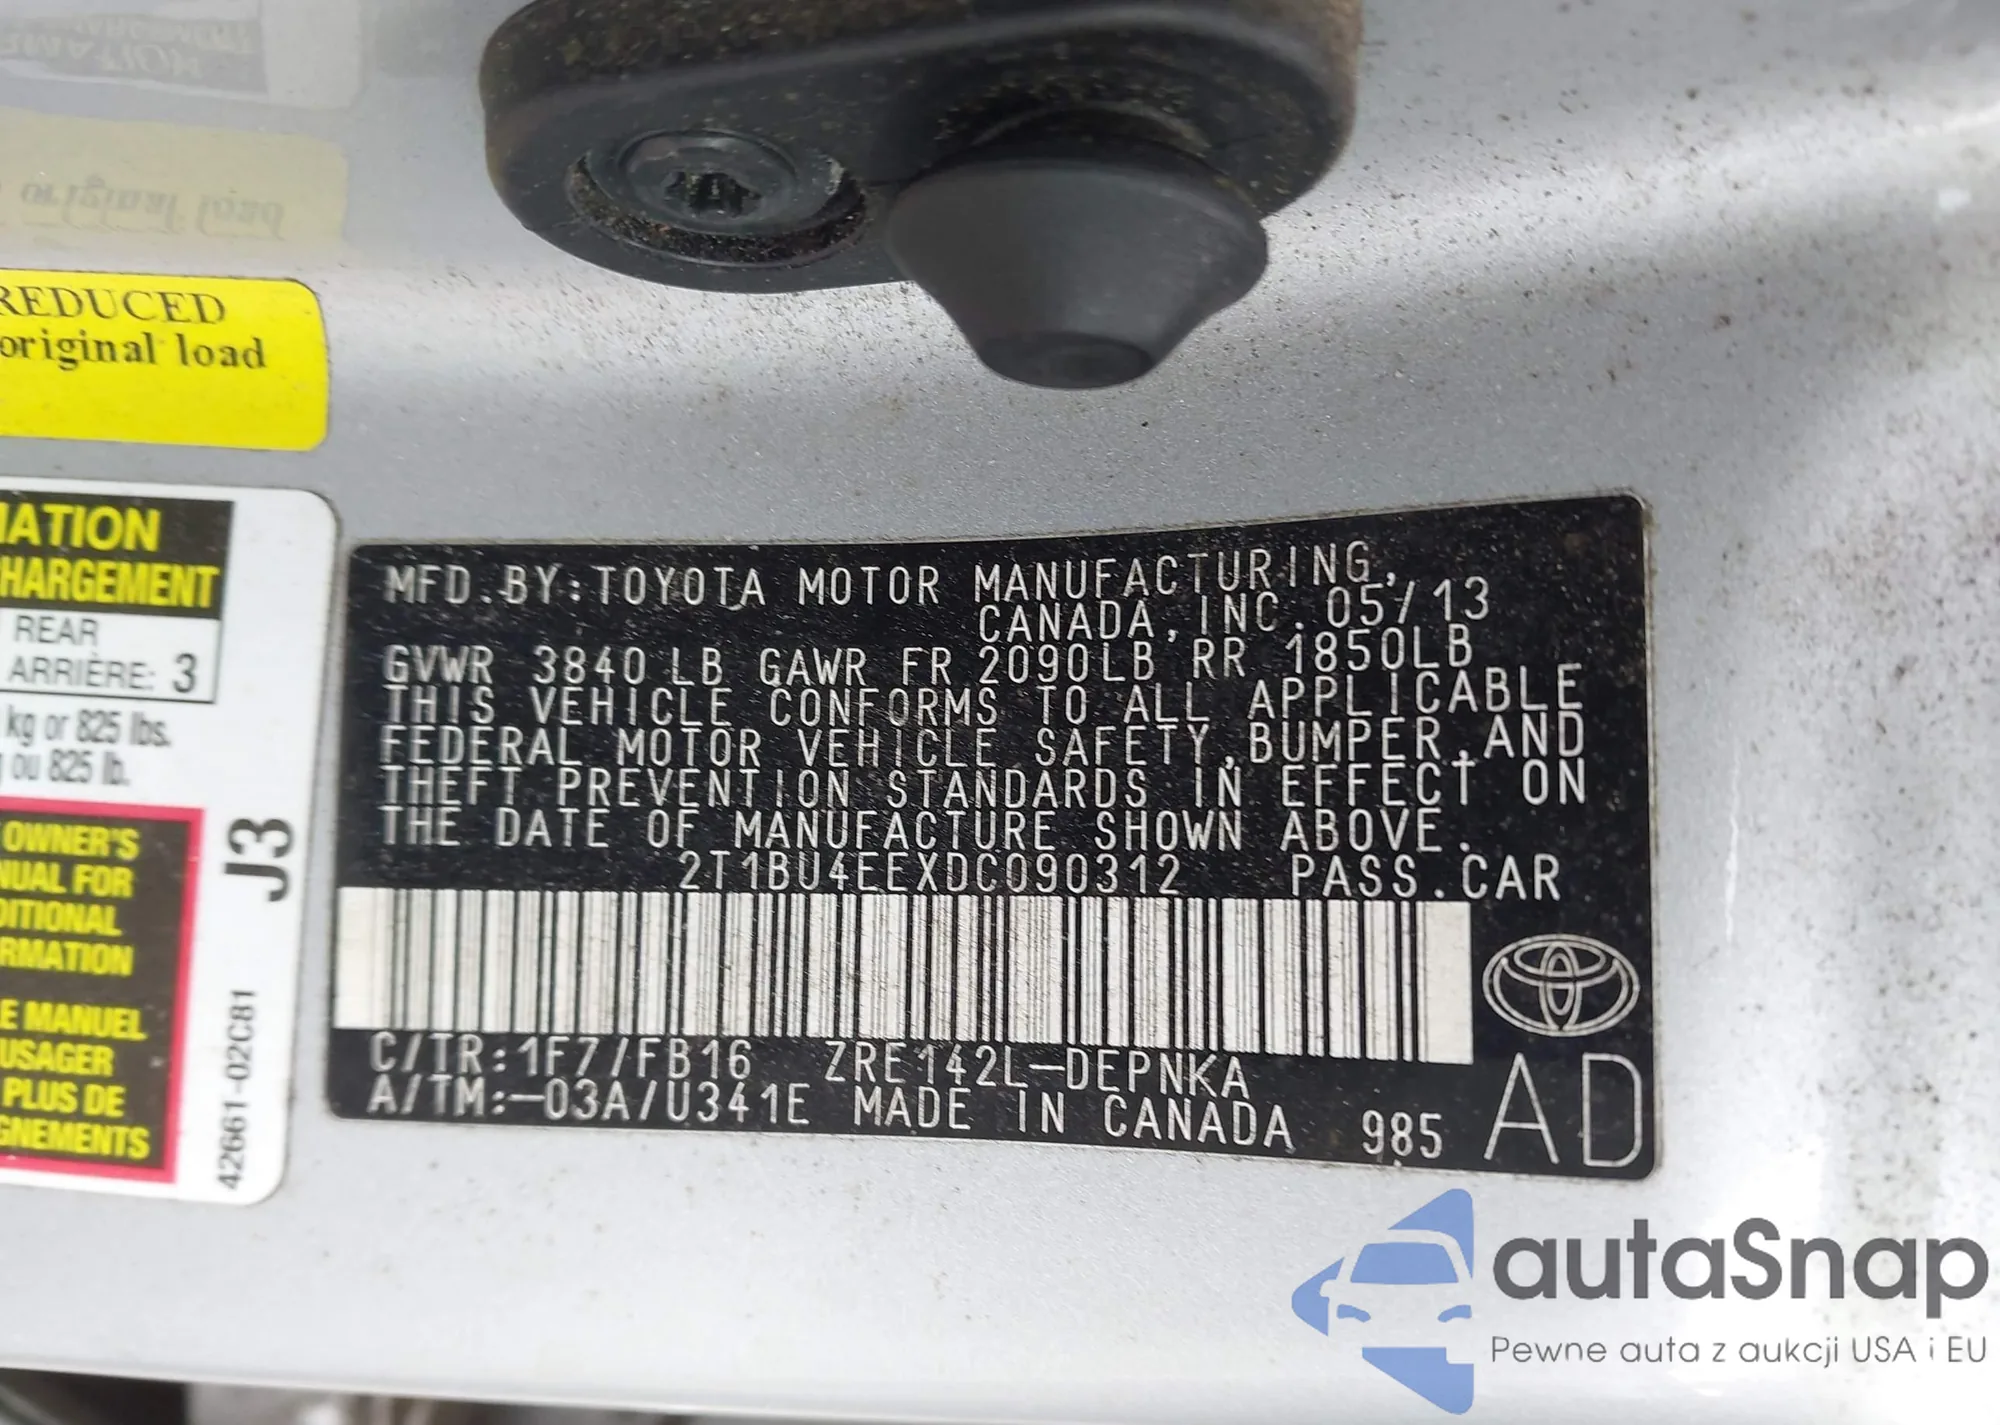 REDUCED
original load
MATION
HARGEMENT
REAR
ARRIÈRE: 3
kg or 825 lbs.
ou 825 lb.
OWNER'S
NUAL FOR
DITIONAL
ORMATION
E MANUEL
USAGER
PLUS DE
GNEMENTS
J3
42661-02C81
MFD.BY:TOYOTA MOTOR MANUFACTURING,
CANADA,INC. 05/13
GVWR 3840 LB GAWR FR 2090LB RR 1850LB
THIS VEHICLE CONFORMS TO ALL APPLICABLE
FEDERAL MOTOR VEHICLE SAFETY,BUMPER,AND
THEFT PREVENTION STANDARDS IN EFFECT ON
THE DATE OF MANUFACTURE SHOWN ABOVE.
2T1BU4EEXDC090312 PASS.CAR
C/TR:1F7/FB16 ZRE142L-DEPNKA
A/TM:-03A/U341E MADE IN CANADA 985
AD
autaSnap
Pewne auta z aukcji USA i EU